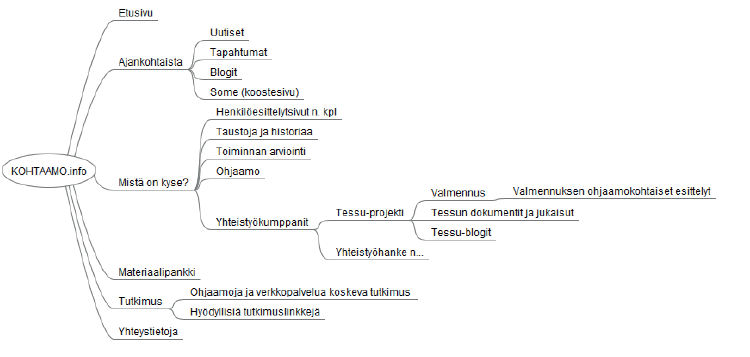 KOHTAAMO.info
Etusivu
Ajankohtaista
Uutiset
Tapahtumat
Blogit
Some (koostesivu)
Mistä on kyse?
Henkilöesittelytsivut n. kpl
Taustoja ja historiaa
Toiminnan arviointi
Ohjaamo
Yhteistyökumppanit
Tessu-projekti
Valmennus
Valmennuksen ohjaamokohtaiset esittelyt
Tessun dokumentit ja jukaisut
Tessu-blogit
Yhteistyöhanke n...
Materiaalipankki
Tutkimus
Ohjaamoja ja verkkopalvelua koskeva tutkimus
Hyödyllisiä tutkimuslinkkejä
Yhteystietoja